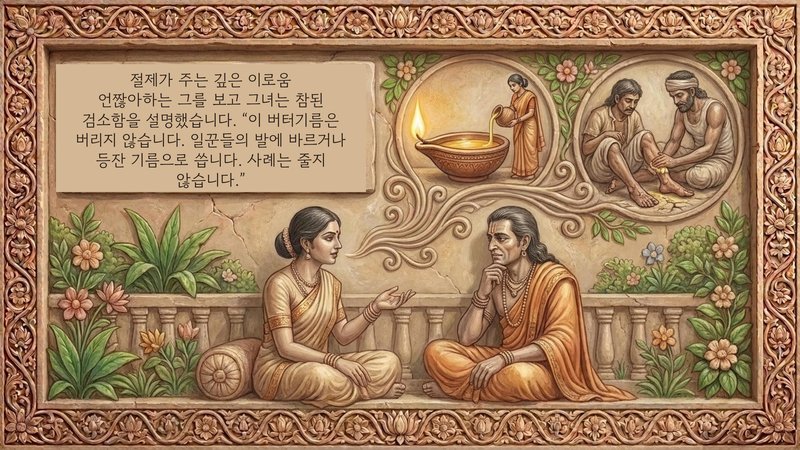 절제가 주는 깊은 이로움
언짢아하는 그를 보고 그녀는 참된
검소함을 설명했습니다. “이 버터기름은
버리지 않습니다. 일꾼들의 발에 바르거나
등잔 기름으로 씁니다. 사례는 줄지
않습니다.”